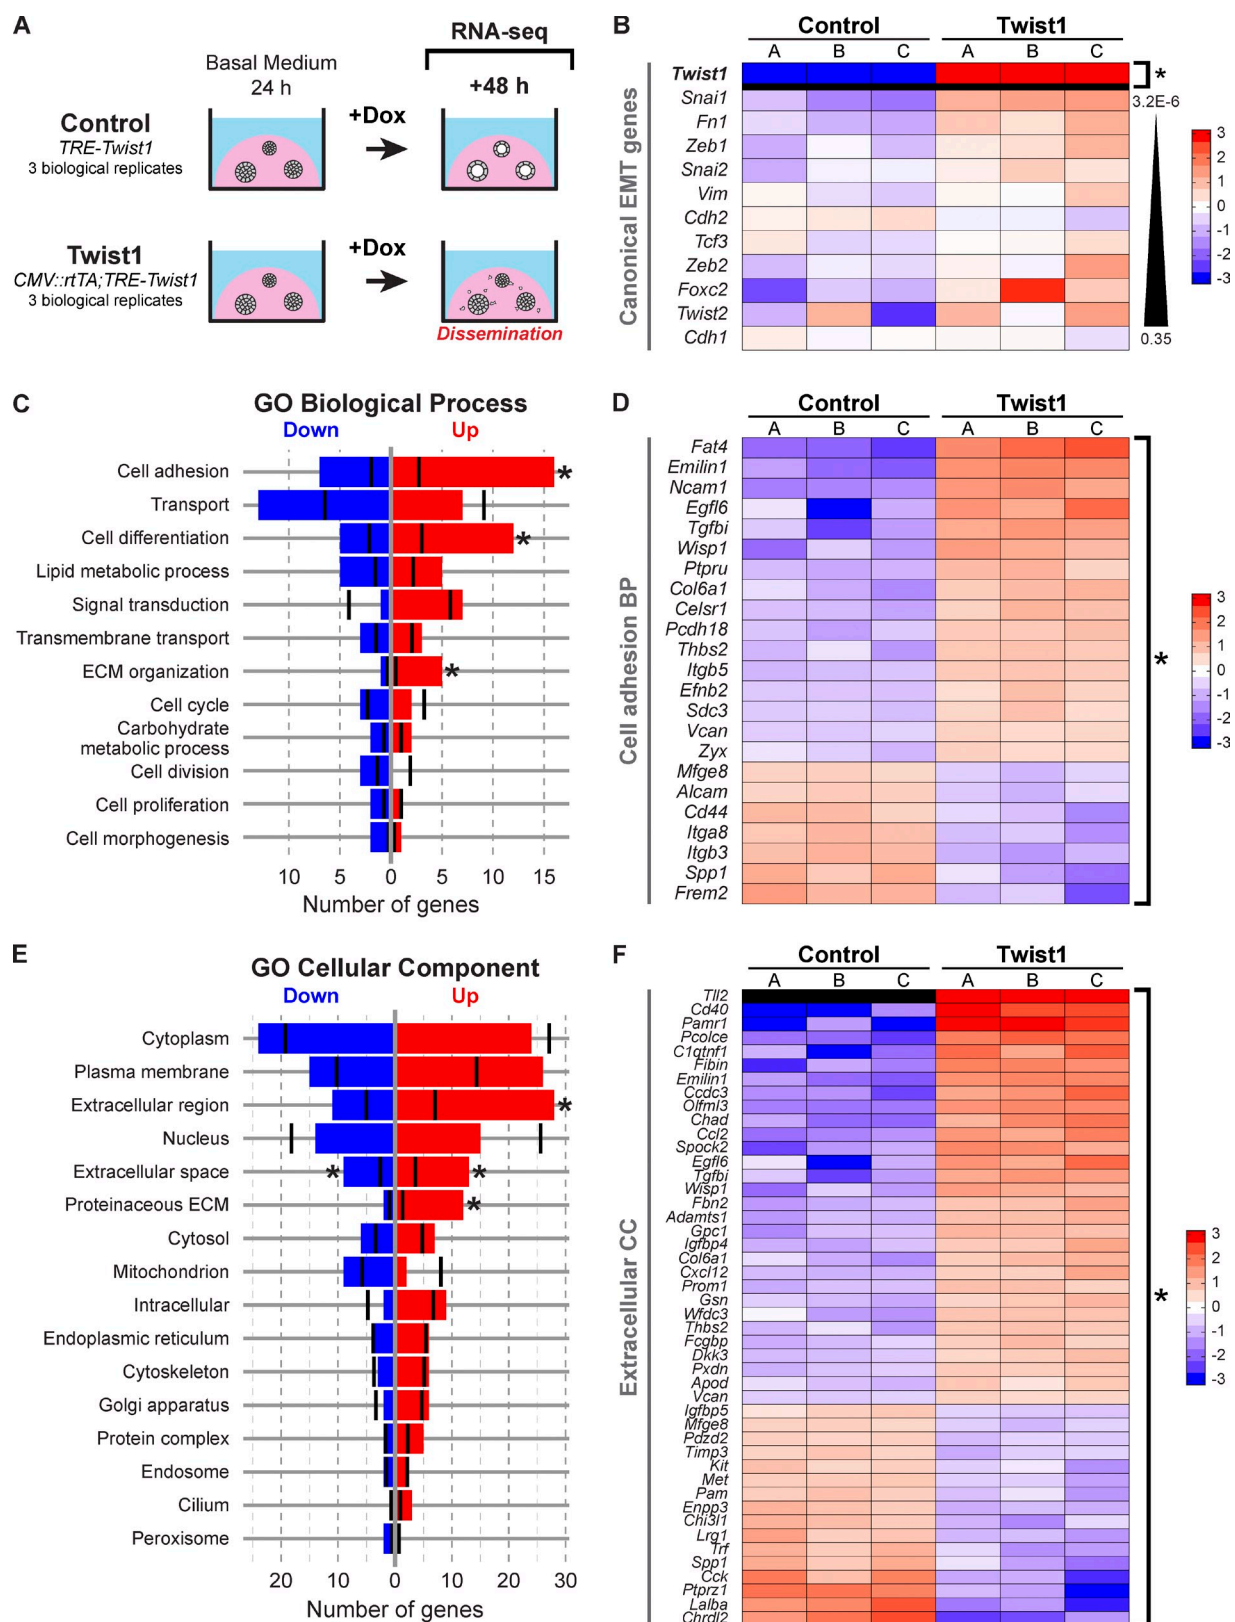 A
RNA-seq
Basal Medium
24 h
+48 h
Control
TRE-Twist1
3 biological replicates
+Dox
Twist1
CMV::rtTA;TRE-Twist1
3 biological replicates
+Dox
Dissemination
B
Control Twist1
A B C A B C
Canonical EMT genes
Twist1
Snai1
Fn1
Zeb1
Snai2
Vim
Cdh2
Tcf3
Zeb2
Foxc2
Twist2
Cdh1
*
3.2E-6
0.35
3
2
1
0
-1
-2
-3
C
GO Biological Process
Down Up
Cell adhesion *
Transport
Cell differentiation *
Lipid metabolic process
Signal transduction
Transmembrane transport
ECM organization *
Cell cycle
Carbohydrate
metabolic process
Cell division
Cell proliferation
Cell morphogenesis
10 5 0 5 10 15
Number of genes
D
Control Twist1
A B C A B C
Cell adhesion BP
Fat4
Emilin1
Ncam1
Egfl6
Tgfbi
Wisp1
Ptpru
Col6a1
Celsr1
Pcdh18
Thbs2
Itgb5
Efnb2
Sdc3
Vcan
Zyx
Mfge8
Alcam
Cd44
Itga8
Itgb3
Spp1
Frem2
*
3
2
1
0
-1
-2
-3
E
GO Cellular Component
Down Up
Cytoplasm
Plasma membrane
Extracellular region *
Nucleus
Extracellular space * *
Proteinaceous ECM *
Cytosol
Mitochondrion
Intracellular
Endoplasmic reticulum
Cytoskeleton
Golgi apparatus
Protein complex
Endosome
Cilium
Peroxisome
20 10 0 10 20 30
Number of genes
F
Control Twist1
A B C A B C
Extracellular CC
Tll2
Cd40
Pamr1
Pcolce
C1qtnf1
Fibin
Emilin1
Ccdc3
Olfml3
Chad
Ccl2
Spock2
Egfl6
Tgfbi
Wisp1
Fbn2
Adamts1
Gpc1
Igfbp4
Col6a1
Cxcl12
Prom1
Gsn
Wfdc3
Thbs2
Fcgbp
Dkk3
Pxdn
Apod
Vcan
Igfbp5
Mfge8
Pdzd2
Timp3
Kit
Met
Pam
Enpp3
Chi3l1
Lrg1
Trf
Spp1
Cck
Ptprz1
Lalba
Chrdl2
*
3
2
1
0
-1
-2
-3